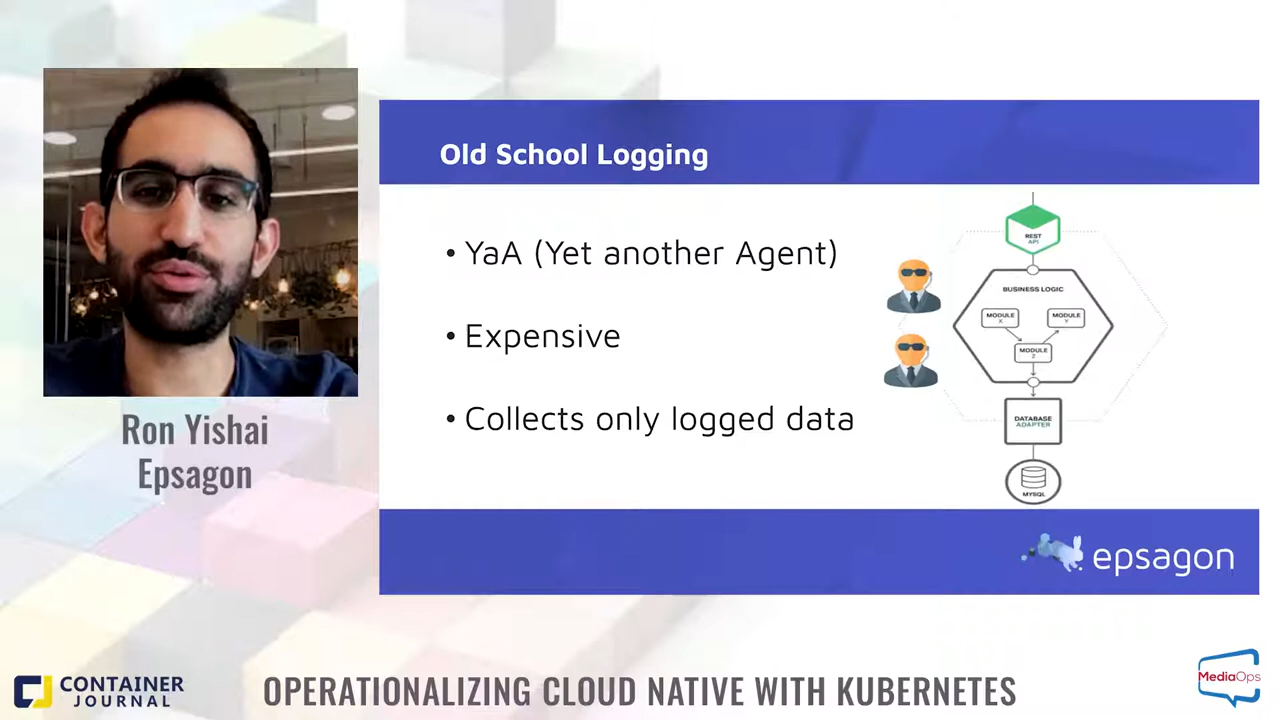 Old School Logging
• YaA (Yet another Agent)
• Expensive
• Collects only logged data
REST
API
BUSINESS LOGIC
MODULE
X
MODULE
Y
MODULE
Z
DATABASE
ADAPTER
MYSQL
epsagon
Ron Yishai
Epsagon
CONTAINER
JOURNAL
OPERATIONALIZING CLOUD NATIVE WITH KUBERNETES
MediaOps